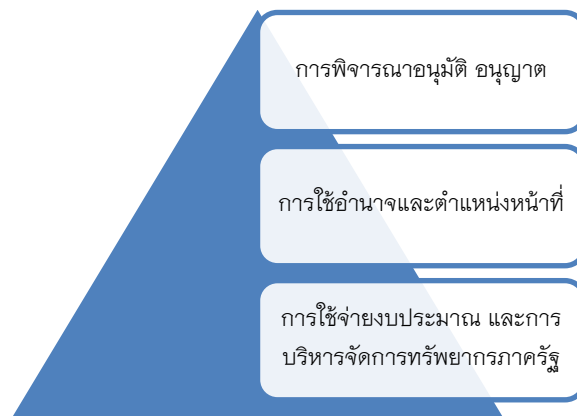 การพิจารณาอนุมัติ อนุญาต
การใช้อำนาจและตำแหน่งหน้าที่
การใช้จ่ายงบประมาณ และการ
บริหารจัดการทรัพยากรภาครัฐ